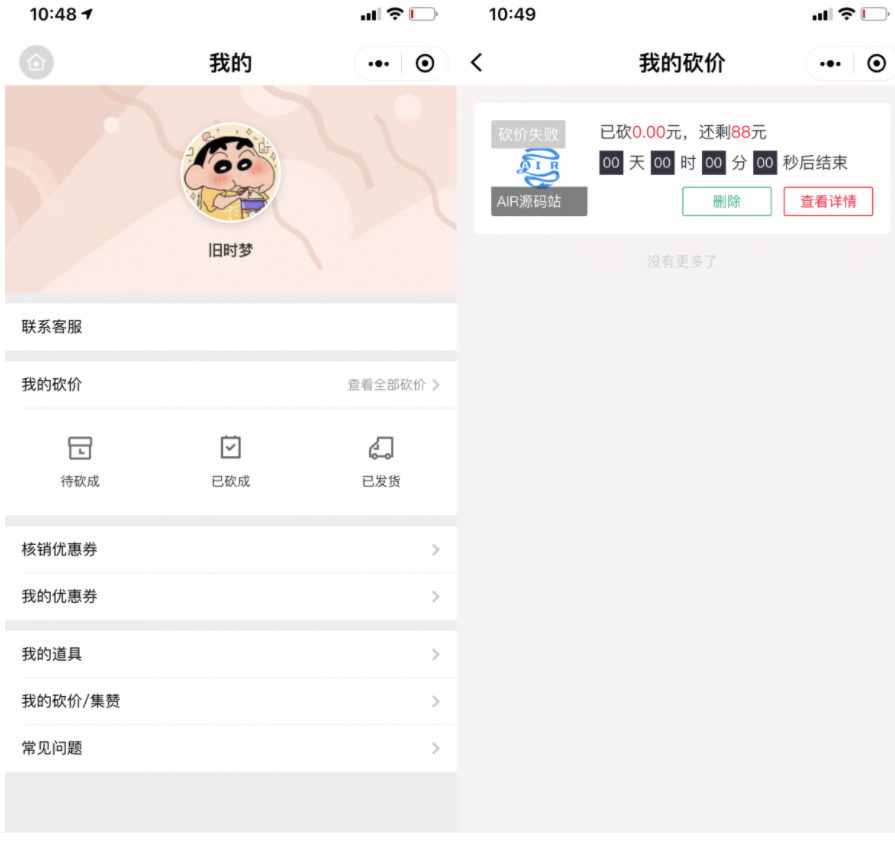 10:48
我的
旧时梦
联系客服
我的砍价 查看全部砍价
待砍成 已砍成 已发货
核销优惠券
我的优惠券
我的道具
我的砍价/集赞
常见问题
10:49
我的砍价
砍价失败
AIR
AIR源码站
已砍0.00元，还剩88元
00 天 00 时 00 分 00 秒后结束
删除 查看详情
没有更多了